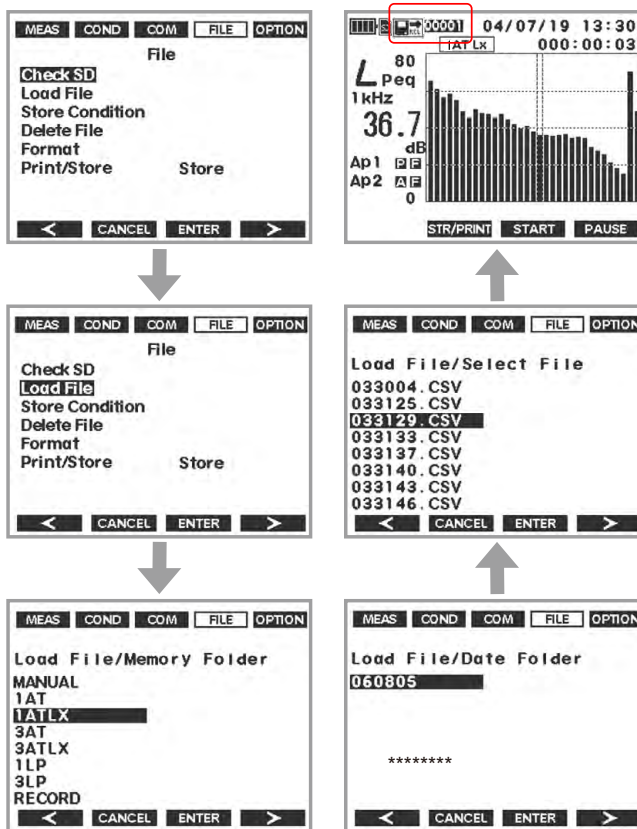 MEAS COND COM FILE OPTION
File
Check SD
Load File
Store Condition
Delete File
Format
Print/Store Store
< CANCEL ENTER >
MEAS COND COM FILE OPTION
File
Check SD
Load File
Store Condition
Delete File
Format
Print/Store Store
< CANCEL ENTER >
MEAS COND COM FILE OPTION
Load File/Memory Folder
MANUAL
1AT
1ATLX
3AT
3ATLX
1LP
3LP
RECORD
< CANCEL ENTER >
MEAS COND COM FILE OPTION
Load File/Date Folder
060805
********
< CANCEL ENTER >
MEAS COND COM FILE OPTION
Load File/Select File
033004.CSV
033125.CSV
033129.CSV
033133.CSV
033137.CSV
033140.CSV
033143.CSV
033146.CSV
< CANCEL ENTER >
00001 04/07/19 13:30
1AT Lx 000:00:03
80
L peq
1kHz
36.7
dB
Ap1 P F
Ap2 A F
0
STR/PRINT START PAUSE